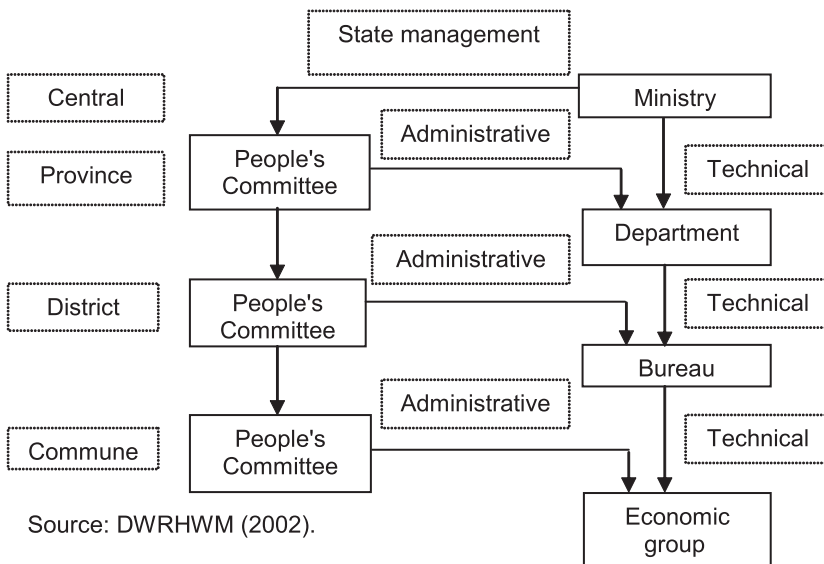 State management
Central
Ministry
Administrative
People's
Committee
Province
Technical
Department
Administrative
District
People's
Committee
Technical
Bureau
Administrative
Commune
People's
Committee
Technical
Economic
group
Source: DWRHWM (2002).